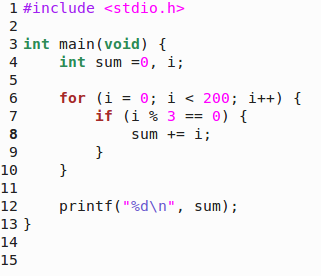 1 #include <stdio.h>
2
3 int main(void) {
4     int sum =0, i;
5
6     for (i = 0; i < 200; i++) {
7         if (i % 3 == 0) {
8             sum += i;
9         }
10     }
11
12     printf("%d\n", sum);
13 }
14
15